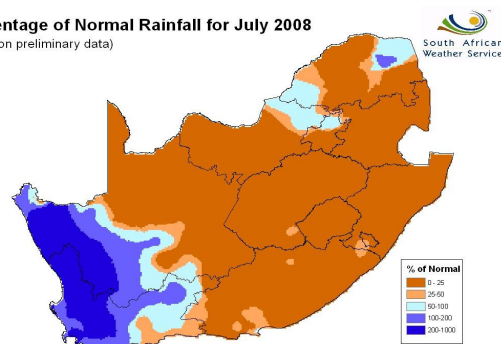 entage of Normal Rainfall for July 2008
on preliminary data)
South African
Weather Service
% of Normal
0 - 25
25-50
50-100
100-200
200-1000